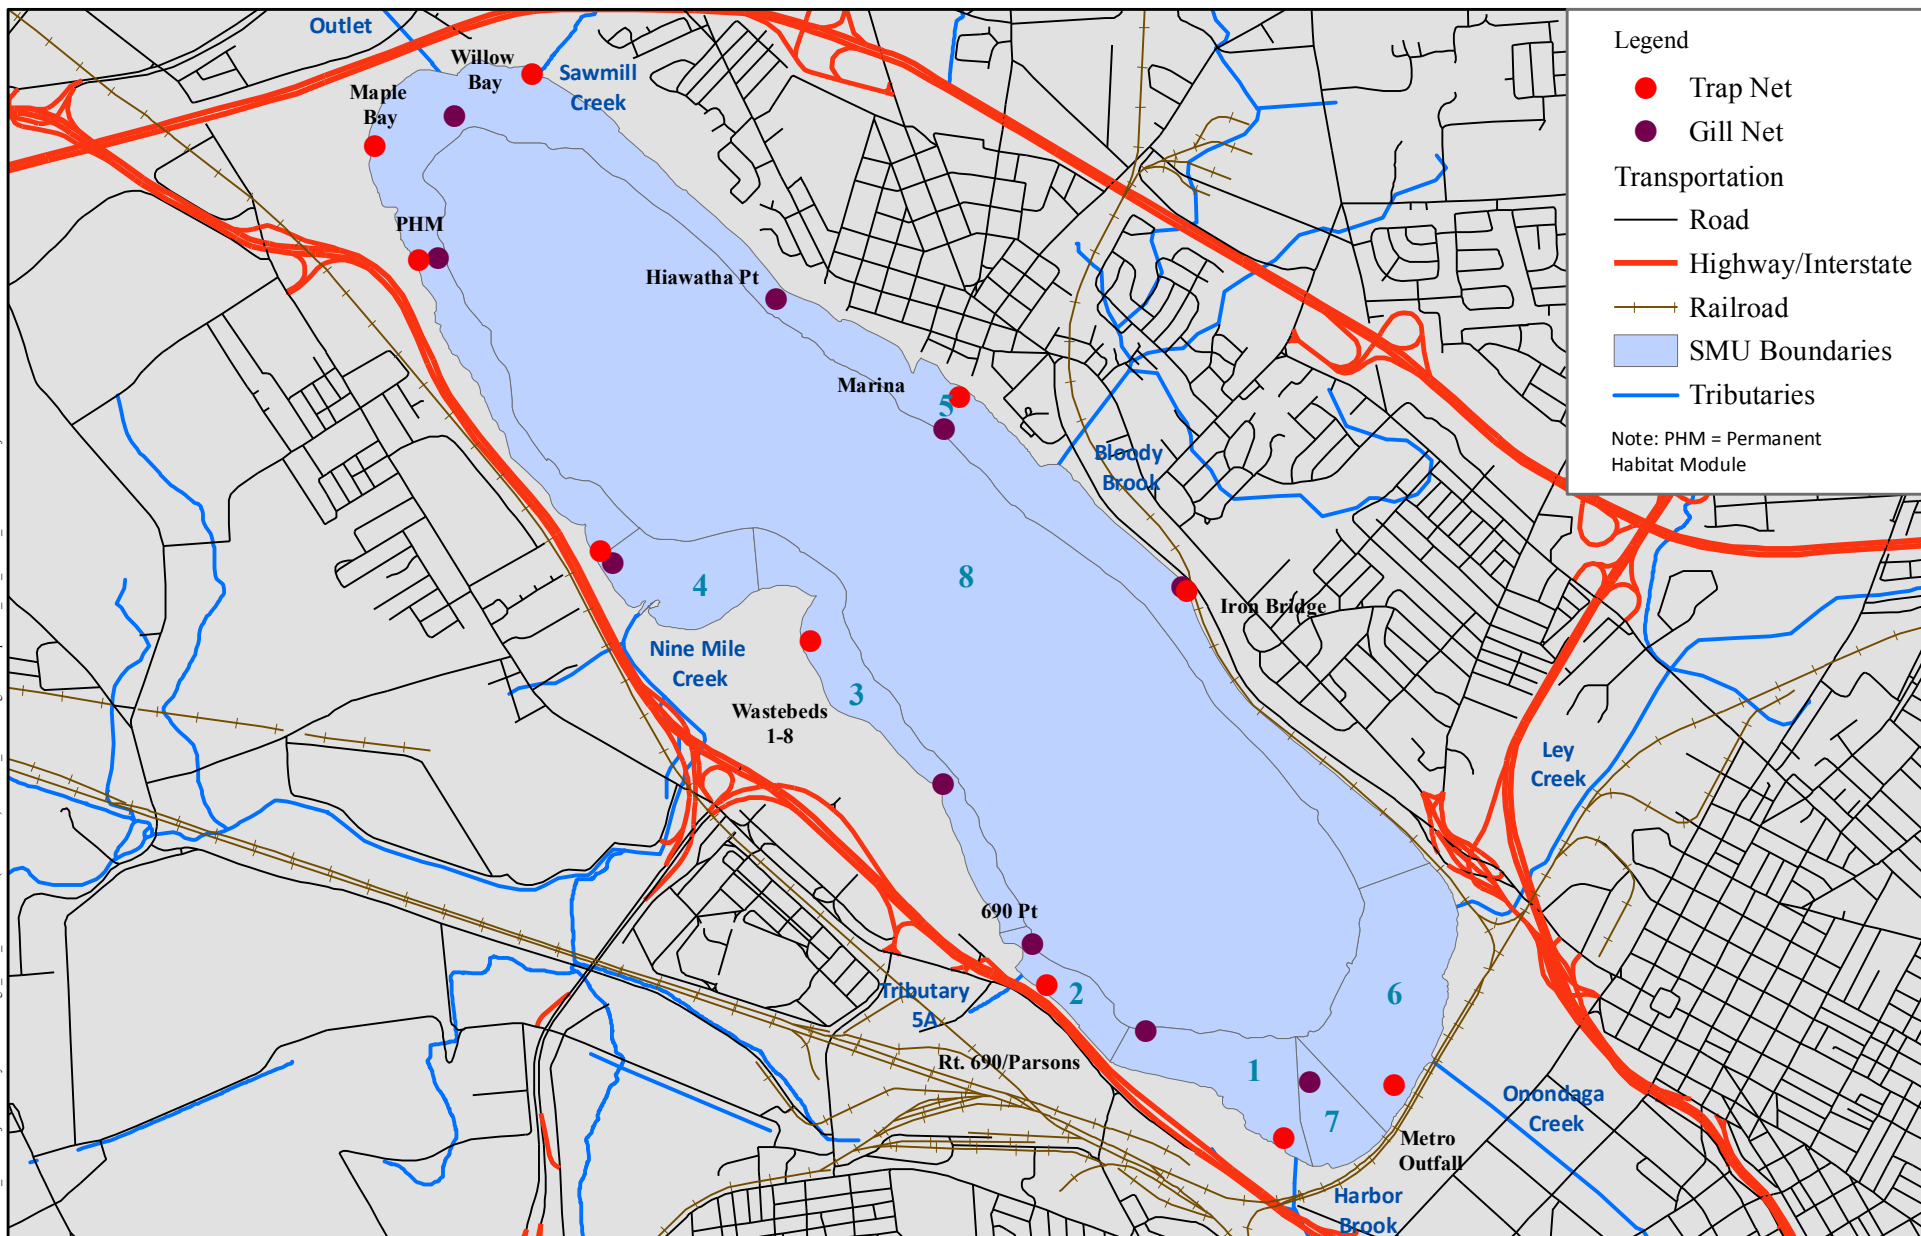 Outlet
Willow
Bay
Sawmill
Creek
Maple
Bay
PHM
Hiawatha Pt
Marina
5
Bloody
Brook
8
4
Iron Bridge
Nine Mile
Creek
3
Wastebeds
1-8
Ley
Creek
690 Pt
Tributary
5A
2
6
Rt. 690/Parsons
1
7
Onondaga
Creek
Metro
Outfall
Harbor
Brook
Legend
Trap Net
Gill Net
Transportation
Road
Highway/Interstate
Railroad
SMU Boundaries
Tributaries
Note: PHM = Permanent
Habitat Module